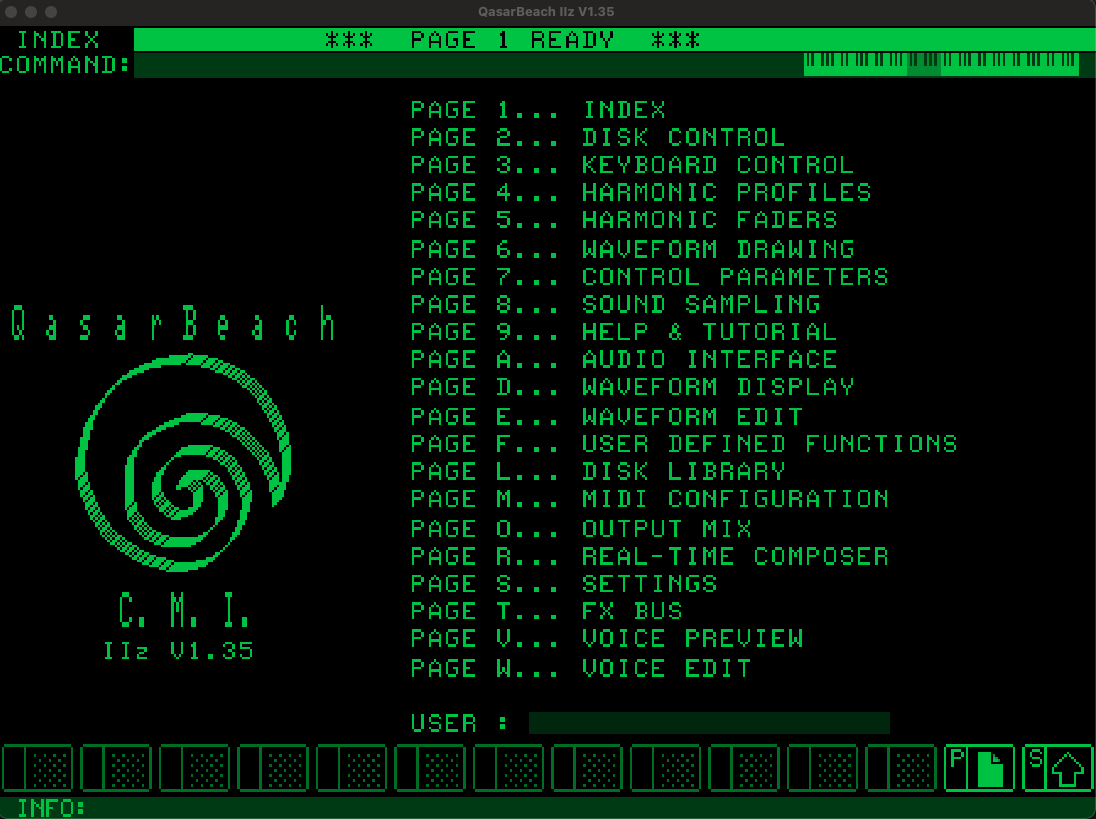 QasarBeach IIz V1.35
INDEX
*** PAGE 1 READY ***
COMMAND:
PAGE 1... INDEX
PAGE 2... DISK CONTROL
PAGE 3... KEYBOARD CONTROL
PAGE 4... HARMONIC PROFILES
PAGE 5... HARMONIC FADERS
PAGE 6... WAVEFORM DRAWING
PAGE 7... CONTROL PARAMETERS
PAGE 8... SOUND SAMPLING
PAGE 9... HELP & TUTORIAL
PAGE A... AUDIO INTERFACE
PAGE D... WAVEFORM DISPLAY
PAGE E... WAVEFORM EDIT
PAGE F... USER DEFINED FUNCTIONS
PAGE L... DISK LIBRARY
PAGE M... MIDI CONFIGURATION
PAGE O... OUTPUT MIX
PAGE R... REAL-TIME COMPOSER
PAGE S... SETTINGS
PAGE T... FX BUS
PAGE V... VOICE PREVIEW
PAGE W... VOICE EDIT
QasarBeach
C. M. I.
IIz V1.35
USER :
P
S
INFO: